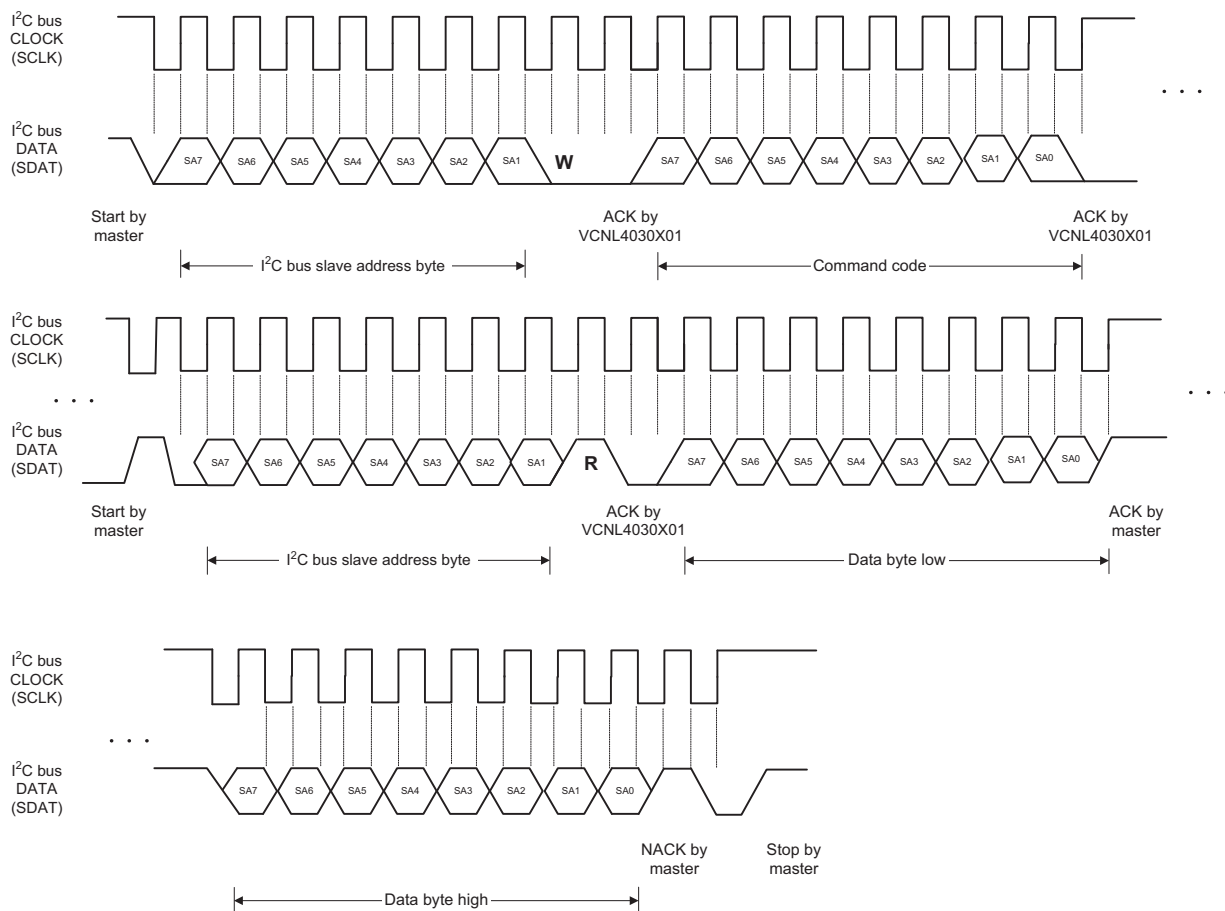 I²C bus
CLOCK
(SCLK)
. . .
I²C bus
DATA
(SDAT)
SA7 SA6 SA5 SA4 SA3 SA2 SA1 W SA7 SA6 SA5 SA4 SA3 SA2 SA1 SA0
Start by
master
ACK by
VCNL4030X01
ACK by
VCNL4030X01
I²C bus slave address byte
Command code
I²C bus
CLOCK
(SCLK)
. . .
. . .
I²C bus
DATA
(SDAT)
SA7 SA6 SA5 SA4 SA3 SA2 SA1 R SA7 SA6 SA5 SA4 SA3 SA2 SA1 SA0
Start by
master
ACK by
VCNL4030X01
ACK by
master
I²C bus slave address byte
Data byte low
I²C bus
CLOCK
(SCLK)
. . .
I²C bus
DATA
(SDAT)
SA7 SA6 SA5 SA4 SA3 SA2 SA1 SA0
NACK by
master
Stop by
master
Data byte high